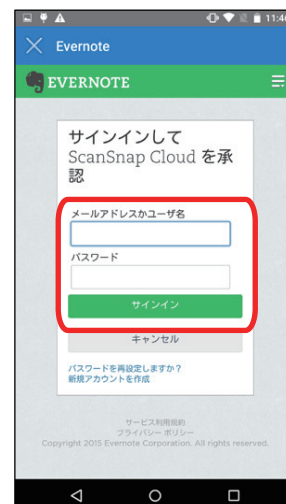 11:46
Evernote
EVERNOTE
サインインして
ScanSnap Cloud を承
認
メールアドレスかユーザ名
パスワード
サインイン
キャンセル
パスワードを再設定しますか？
新規アカウントを作成
サービス利用規約
プライバシーポリシー
Copyright 2015 Evernote Corporation. All rights reserved.